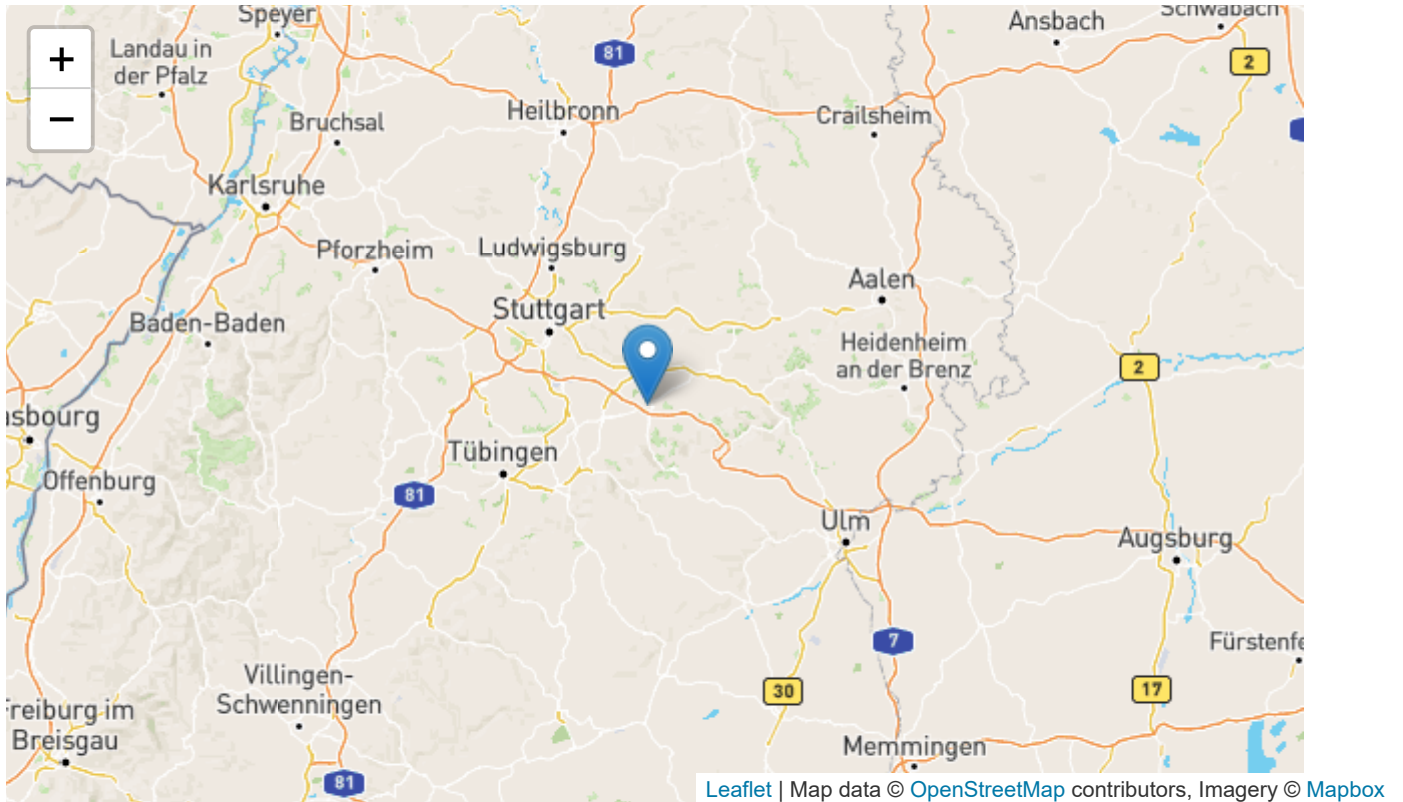 Speyer
Schwabach
Ansbach
+
Landau in
der Pfalz
81
2
−
Heilbronn
Crailsheim
Bruchsal
Karlsruhe
Pforzheim
Ludwigsburg
Aalen
Stuttgart
Baden-Baden
Heidenheim
an der Brenz
2
asbourg
Tübingen
Offenburg
81
Ulm
Augsburg
7
Fürstenfe
Villingen-
Schwenningen
30
17
Freiburg im
Breisgau
Memmingen
81
Leaflet | Map data © OpenStreetMap contributors, Imagery © Mapbox